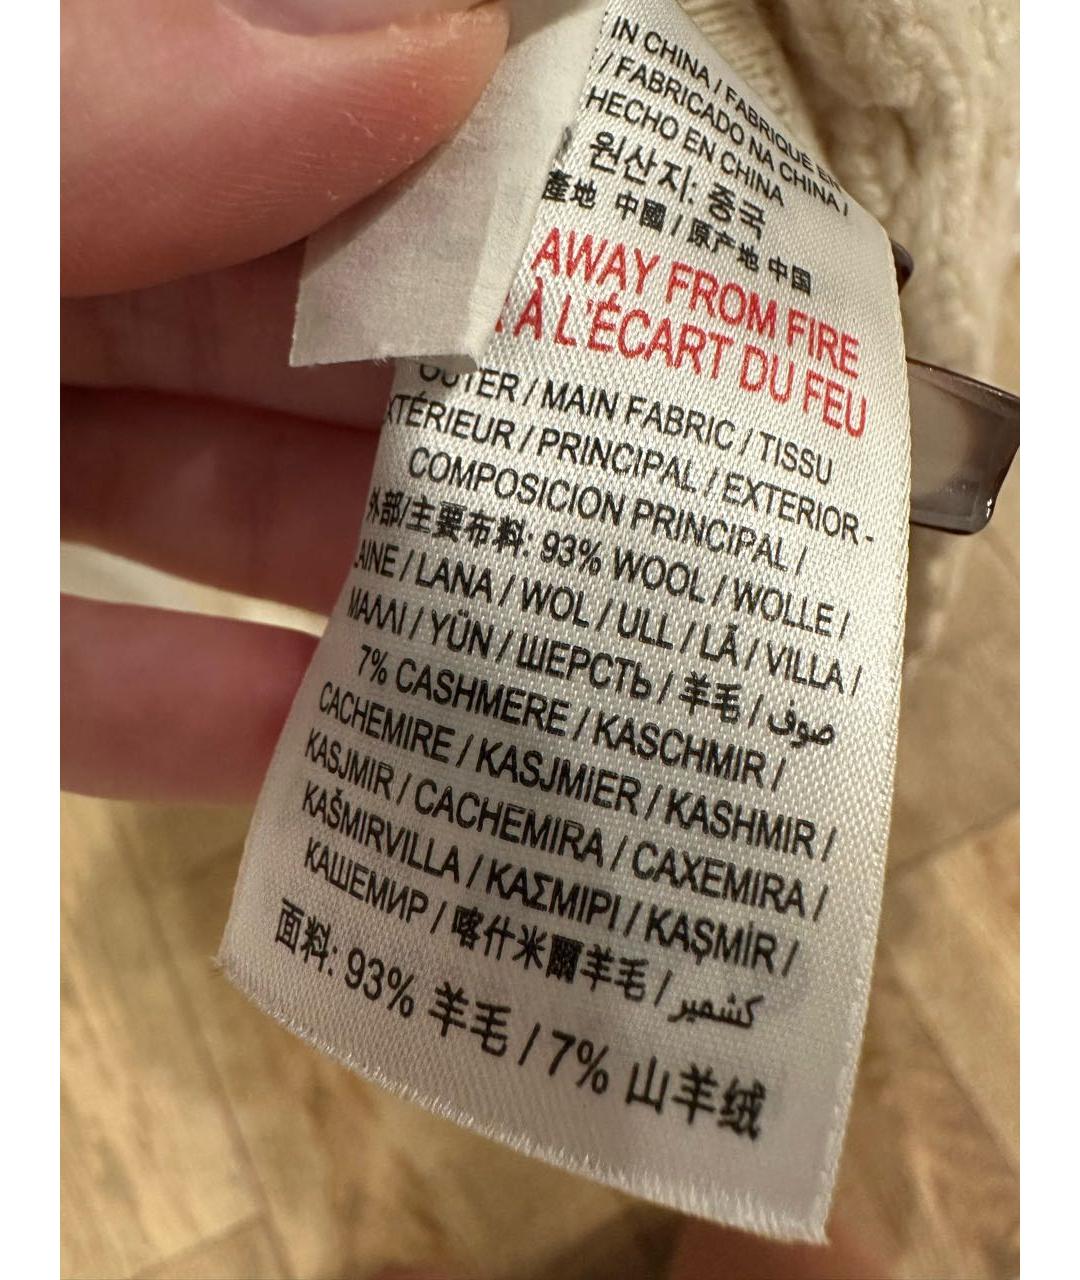 IN CHINA / FABRIQUÉ EN
/ FABRICADO NA CHINA /
HECHO EN CHINA
원산지: 중국
產地 中國 / 原产地 中国
AWAY FROM FIRE
À L'ÉCART DU FEU
OUTER / MAIN FABRIC / TISSU
XTÉRIEUR / PRINCIPAL / EXTERIOR -
COMPOSICION PRINCIPAL /
外部/主要布料: 93% WOOL / WOLLE /
AINE / LANA / WOL / ULL / LÃ / VILLA /
ΜΑΛΛΙ / YÜN / ШЕРСТЬ / 羊毛 / صوف
7% CASHMERE / KASCHMIR /
CACHEMIRE / KASJMIER / KASHMIR /
KASJMIR / CACHEMIRA / CAXEMIRA /
KAŠMIRVILLA / ΚΑΣΜΙΡΙ / KAŞMİR /
КАШЕМИР / 喀什米爾羊毛 / كشمير
面料: 93% 羊毛 / 7% 山羊绒